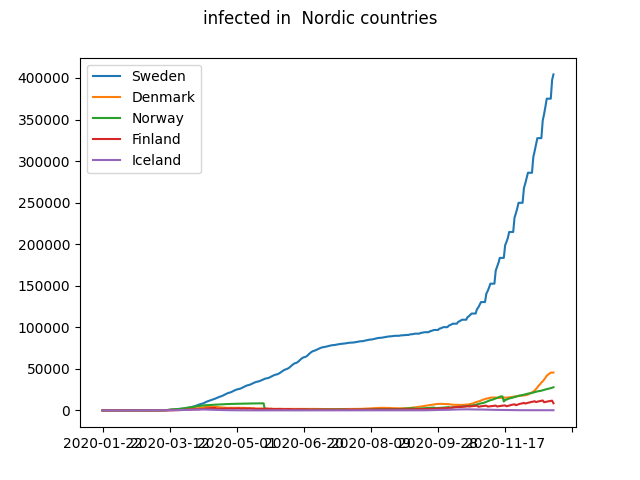 infected in  Nordic countries
400000
350000
300000
250000
200000
150000
100000
50000
0
Sweden
Denmark
Norway
Finland
Iceland
2020-01-22 2020-03-12 2020-05-01 2020-06-20 2020-08-09 2020-09-28 2020-11-17